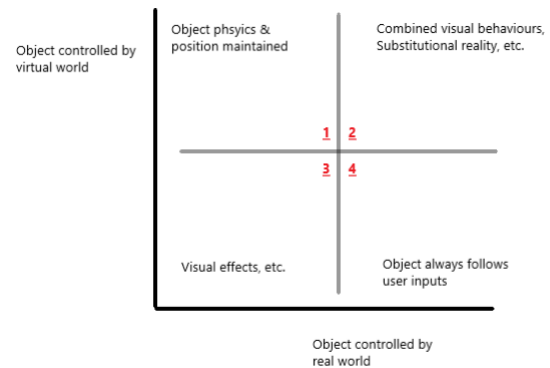 Object controlled by
virtual world
Object phsyics &
position maintained
Combined visual behaviours,
Substitutional reality, etc.
1 2
3 4
Visual effects, etc.
Object always follows
user inputs
Object controlled by
real world